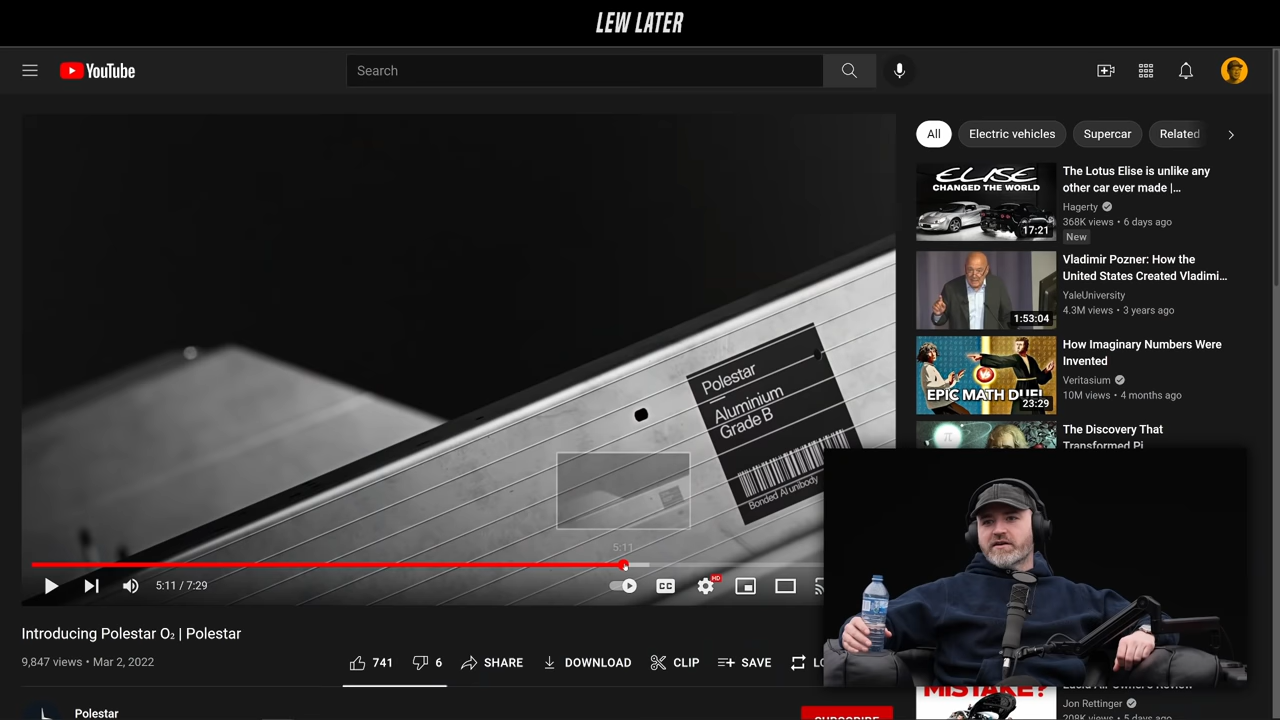 LEW LATER
YouTube
Search
All
Electric vehicles
Supercar
Related
Polestar
Aluminium
Grade B
Bonded Al unibody
5:11
5:11 / 7:29
CC
HD
Introducing Polestar O₂ | Polestar
9,847 views • Mar 2, 2022
741
6
SHARE
DOWNLOAD
CLIP
SAVE
Polestar
ELISE
CHANGED THE WORLD
17:21
The Lotus Elise is unlike any
other car ever made |...
Hagerty
368K views • 6 days ago
New
1:53:04
Vladimir Pozner: How the
United States Created Vladimi...
YaleUniversity
4.3M views • 3 years ago
EPIC MATH DUEL
VS
23:29
How Imaginary Numbers Were
Invented
Veritasium
10M views • 4 months ago
π
The Discovery That
Transformed Pi
MISTAKE?
Jon Rettinger
SUBSCRIBE